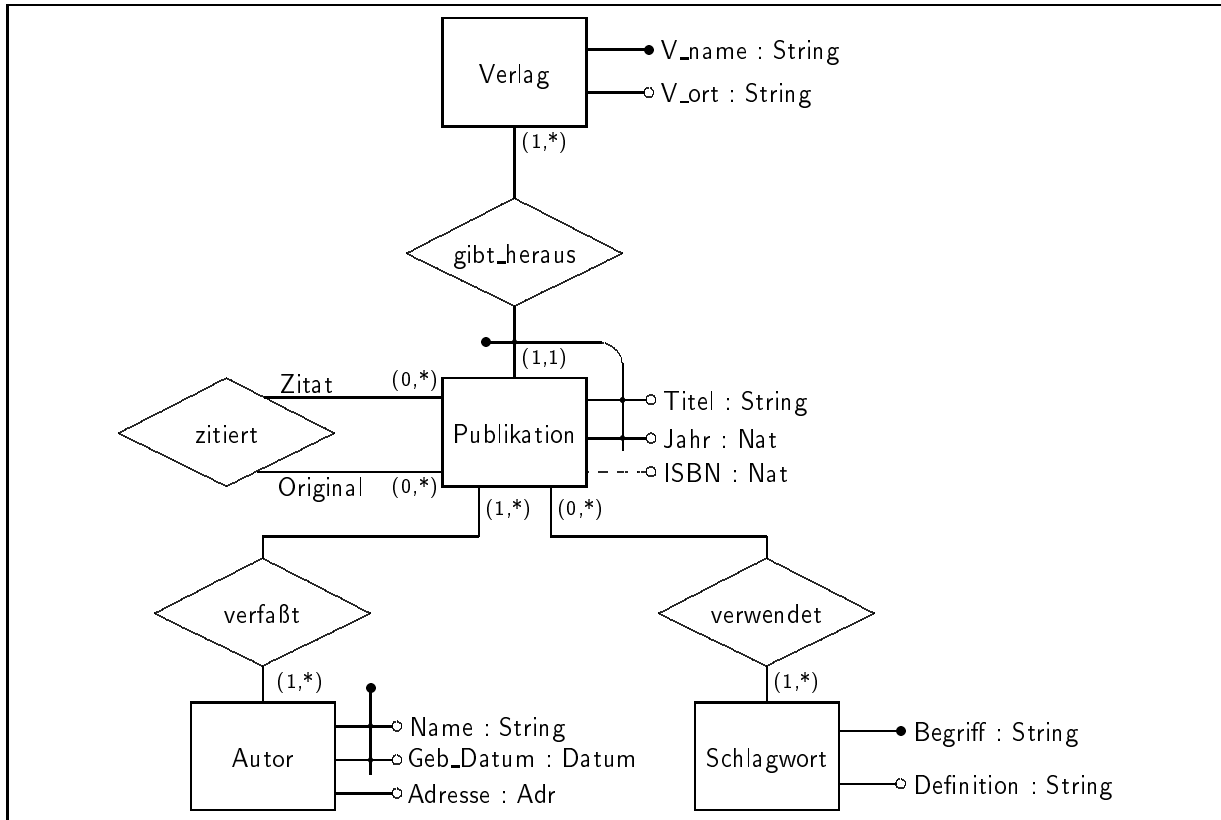 V_name : String
Verlag
V_ort : String
(1,*)
gibt_heraus
(1,1)
Zitat
(0,*)
Titel : String
zitiert
Publikation
Jahr : Nat
ISBN : Nat
Original
(0,*)
(1,*)
(0,*)
verfaßt
verwendet
(1,*)
(1,*)
Name : String
Begriff : String
Autor
Geb_Datum : Datum
Schlagwort
Adresse : Adr
Definition : String